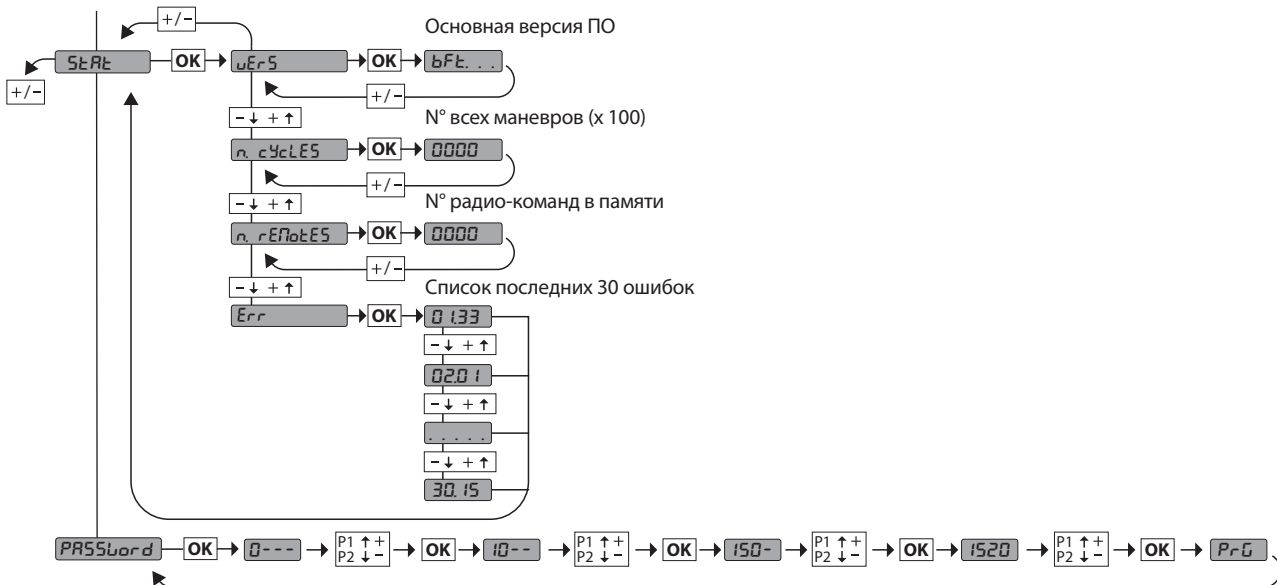 +/-
Основная версия ПО
StAt OK vErS OK bFt. . .
+/-
+/-
- ↓ + ↑
N° всех маневров (x 100)
n. cYcLES OK 0000
+/-
- ↓ + ↑
N° радио-команд в памяти
n. rEMotES OK 0000
+/-
- ↓ + ↑
Список последних 30 ошибок
Err OK 01.33
- ↓ + ↑
02.01
- ↓ + ↑
. . . . .
- ↓ + ↑
30.15
PASSword OK 0--- P1 ↑ + P2 ↓ - OK 10-- P1 ↑ + P2 ↓ - OK 150- P1 ↑ + P2 ↓ - OK 1520 P1 ↑ + P2 ↓ - OK PrG